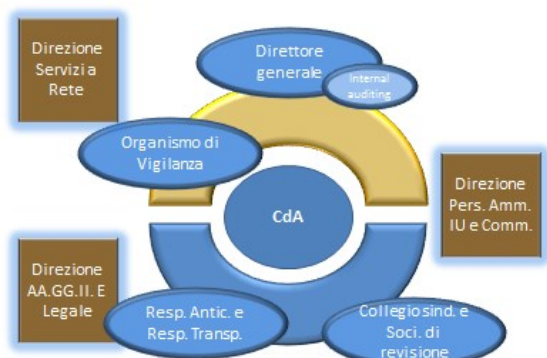 Direzione
Servizi a
Rete
Direttore
generale
Internal
auditing
Organismo di
Vigilanza
CdA
Direzione
Pers. Amm.
IU e Comm.
Direzione
AA.GG.II. E
Legale
Resp. Antic. e
Resp. Transp.
Collegio sind. e
Soci. di
revisione